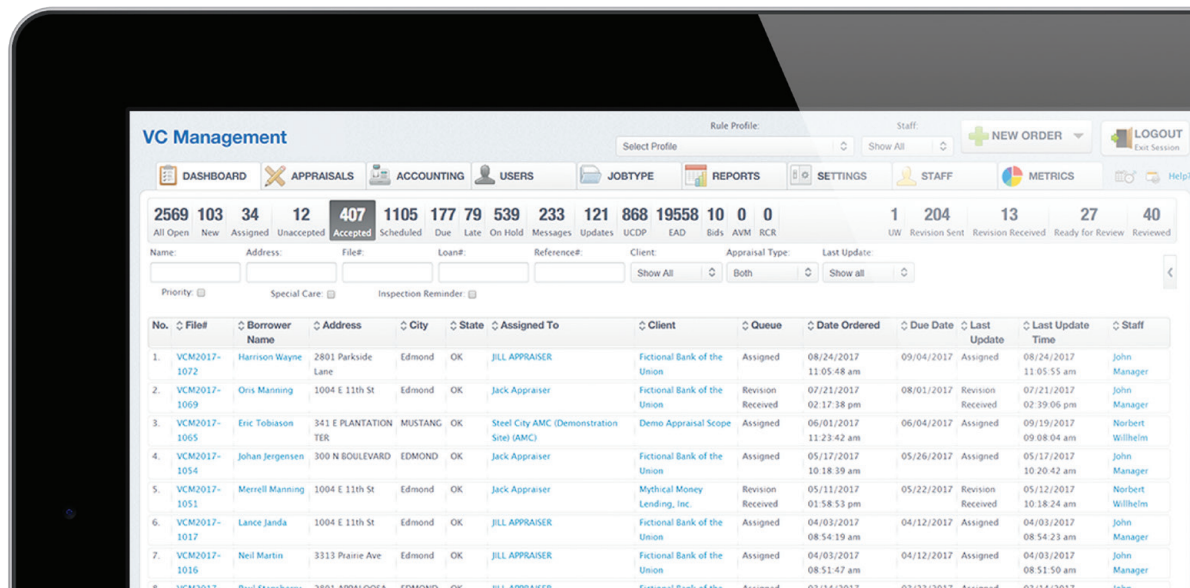 VC Management
Rule Profile: Staff:
Select Profile Show All NEW ORDER LOGOUT
Exit Session
DASHBOARD APPRAISALS ACCOUNTING USERS JOBTYPE REPORTS SETTINGS STAFF METRICS Help
2569 103 34 12 407 1105 177 79 539 233 121 868 19558 10 0 0 1 204 13 27 40
All Open New Assigned Unaccepted Accepted Scheduled Due Late On Hold Messages Updates UCDP EAD Bids AVM RCR UW Revision Sent Revision Received Ready for Review Reviewed
Name: Address: File#: Loan#: Reference#: Client: Appraisal Type: Last Update:
Show All Both Show all
Priority: Special Care: Inspection Reminder:
No. File# Borrower Address City State Assigned To Client Queue Date Ordered Due Date Last Last Update Staff
Name Update Time
1. VCM2017- Harrison Wayne 2801 Parkside Edmond OK JILL APPRAISER Fictional Bank of the Assigned 08/24/2017 09/04/2017 Assigned 08/24/2017 John
1072 Lane Union 11:05:48 am 11:05:55 am Manager
2. VCM2017- Oris Manning 1004 E 11th St Edmond OK Jack Appraiser Fictional Bank of the Revision 07/21/2017 08/01/2017 Revision 07/21/2017 John
1069 Union Received 02:17:38 pm Received 02:39:06 pm Manager
3. VCM2017- Eric Tobiason 341 E PLANTATION MUSTANG OK Steel City AMC (Demonstration Demo Appraisal Scope Assigned 06/01/2017 06/04/2017 Assigned 09/19/2017 Norbert
1065 TER Site) (AMC) 11:23:42 am 09:08:04 am Willhelm
4. VCM2017- Johan Jergensen 300 N BOULEVARD EDMOND OK Jack Appraiser Fictional Bank of the Assigned 05/17/2017 05/26/2017 Assigned 05/17/2017 John
1054 Union 10:18:39 am 10:20:42 am Manager
5. VCM2017- Merrell Manning 1004 E 11th St Edmond OK Jack Appraiser Mythical Money Revision 05/11/2017 05/22/2017 Revision 05/12/2017 Norbert
1051 Lending, Inc. Received 01:58:53 pm Received 10:18:24 am Willhelm
6. VCM2017- Lance Janda 1004 E 11th St Edmond OK JILL APPRAISER Fictional Bank of the Assigned 04/03/2017 04/12/2017 Assigned 04/03/2017 John
1017 Union 08:54:19 am 08:54:23 am Manager
7. VCM2017- Neil Martin 3313 Prairie Ave Edmond OK JILL APPRAISER Fictional Bank of the Assigned 04/03/2017 04/12/2017 Assigned 04/03/2017 John
1016 Union 08:51:47 am 08:51:50 am Manager